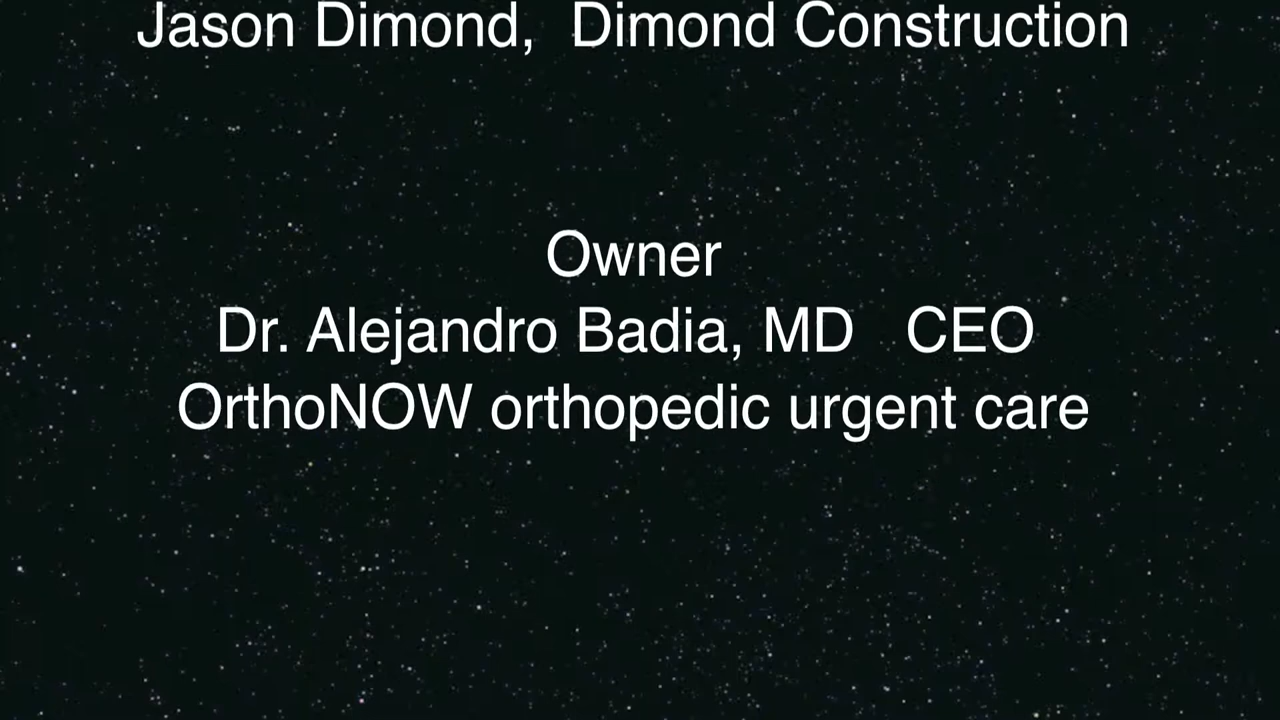 Jason Dimond,  Dimond Construction
Owner
Dr. Alejandro Badia, MD   CEO
OrthoNOW orthopedic urgent care